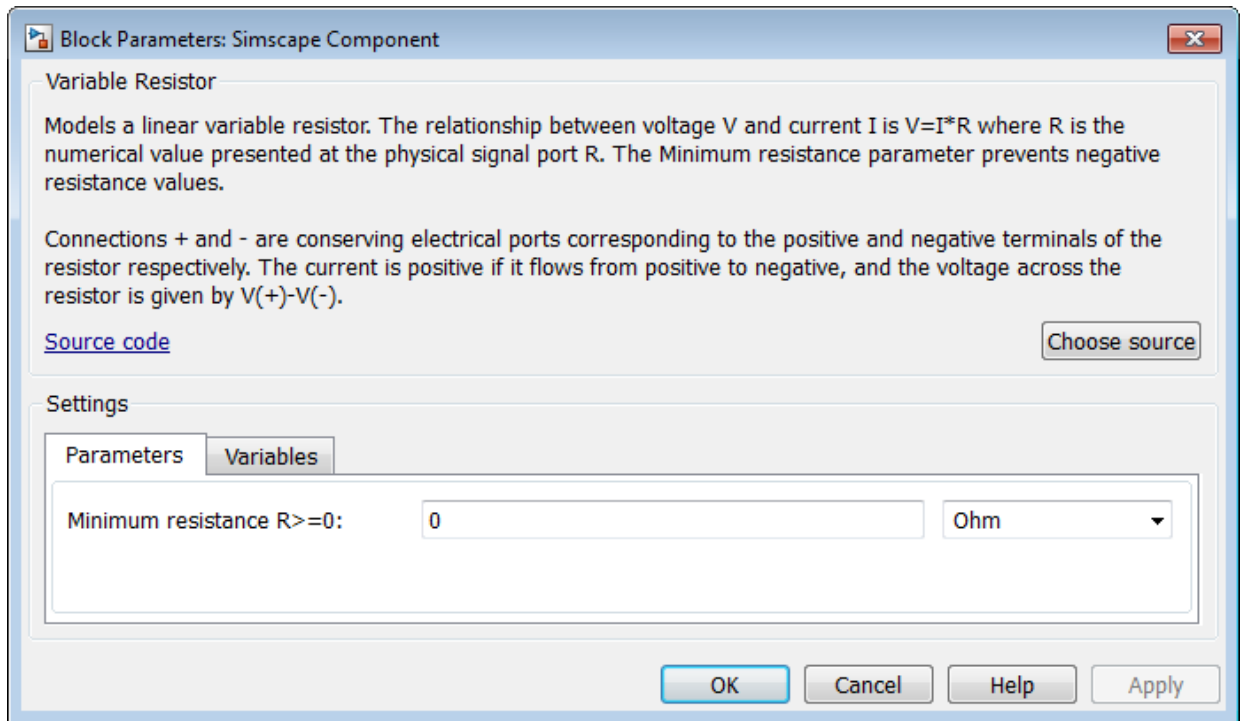 Block Parameters: Simscape Component
Variable Resistor
Models a linear variable resistor. The relationship between voltage V and current I is V=I*R where R is the
numerical value presented at the physical signal port R. The Minimum resistance parameter prevents negative
resistance values.
Connections + and - are conserving electrical ports corresponding to the positive and negative terminals of the
resistor respectively. The current is positive if it flows from positive to negative, and the voltage across the
resistor is given by V(+)-V(-).
Source code
Choose source
Settings
Parameters Variables
Minimum resistance R>=0: 0 Ohm
OK Cancel Help Apply